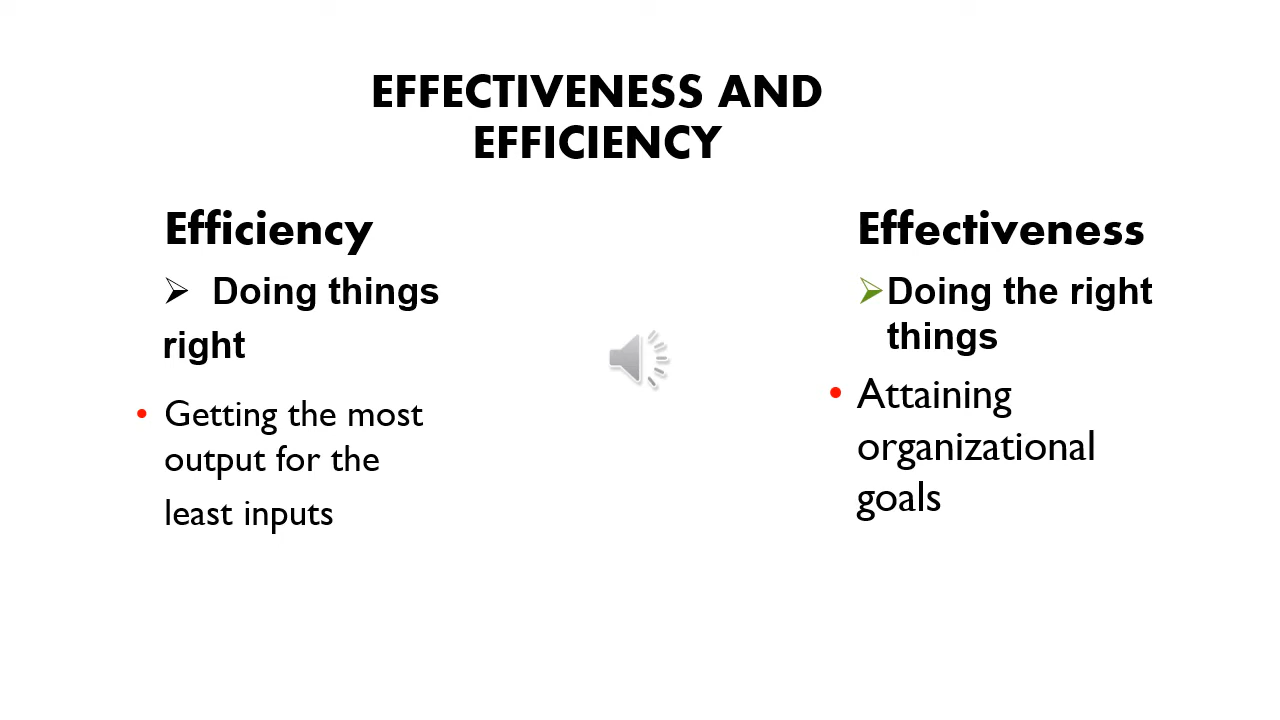 EFFECTIVENESS AND
EFFICIENCY
Efficiency
➢ Doing things
right
• Getting the most
output for the
least inputs
Effectiveness
➢Doing the right
things
• Attaining
organizational
goals